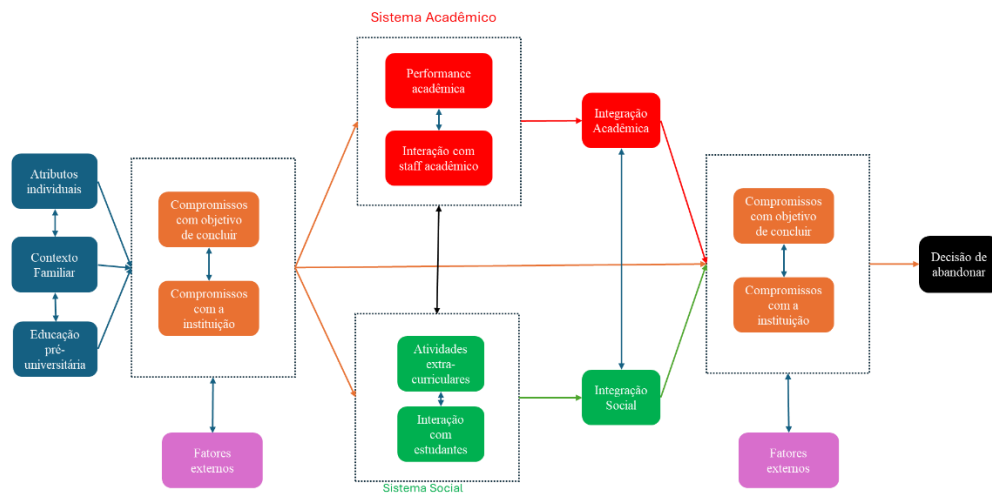 Sistema Acadêmico
Performance
acadêmica
Interação com
staff acadêmico
Integração
Acadêmica
Atributos
individuais
Contexto
Familiar
Educação
pré-
universitária
Compromissos
com objetivo
de concluir
Compromissos
com a
instituição
Fatores
externos
Atividades
extra-
curriculares
Interação
com
estudantes
Sistema Social
Integração
Social
Compromissos
com objetivo
de concluir
Compromissos
com a
instituição
Fatores
externos
Decisão de
abandonar